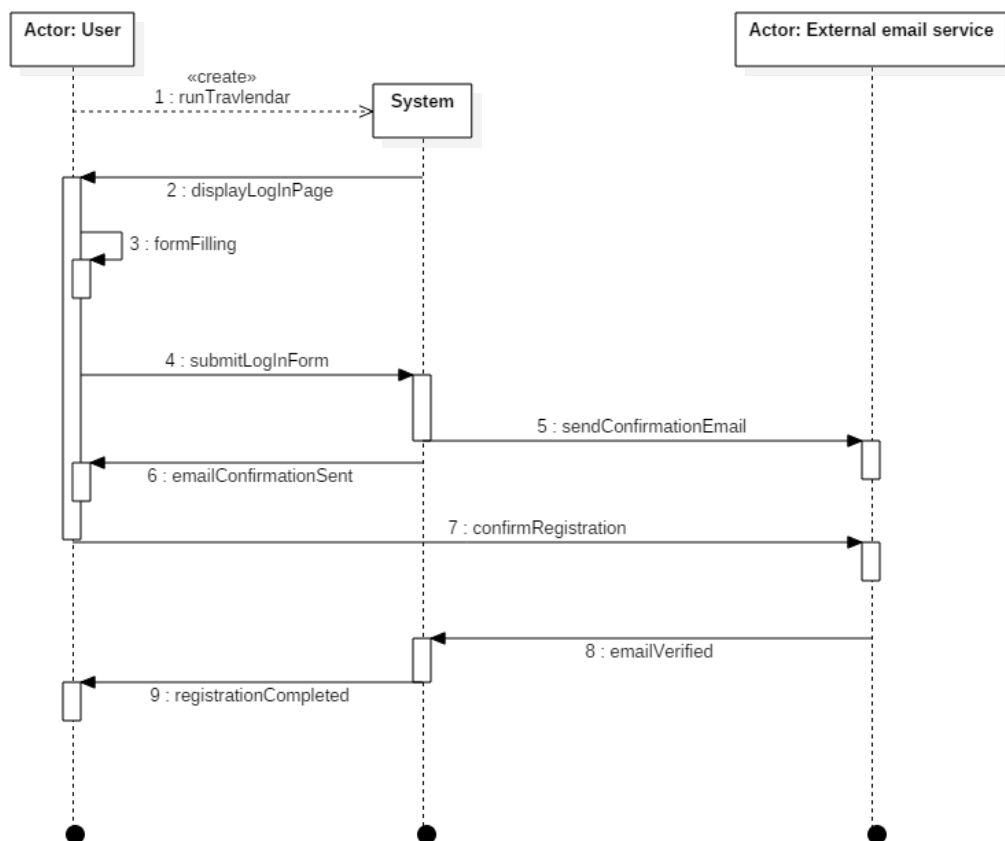 Actor: User
Actor: External email service
«create»
1 : runTravlendar
System
2 : displayLogInPage
3 : formFilling
4 : submitLogInForm
5 : sendConfirmationEmail
6 : emailConfirmationSent
7 : confirmRegistration
8 : emailVerified
9 : registrationCompleted